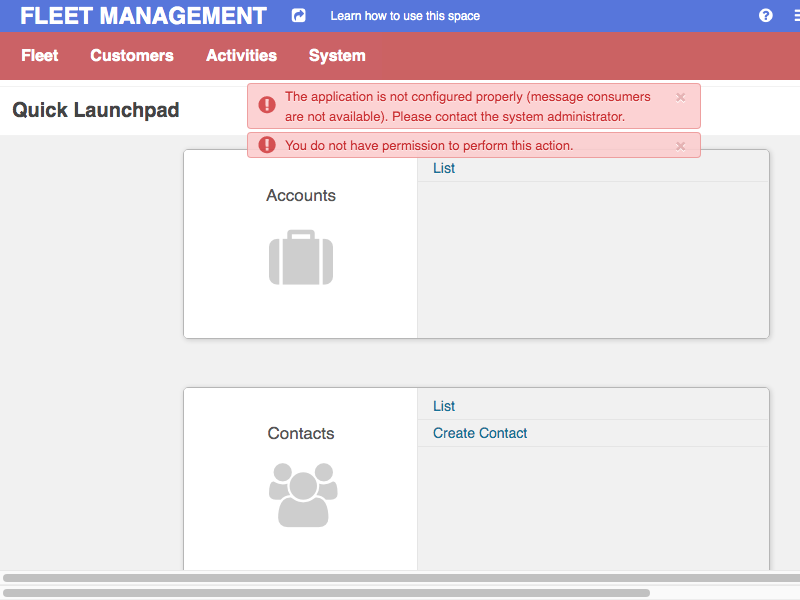 FLEET MANAGEMENT
Learn how to use this space
Fleet
Customers
Activities
System
Quick Launchpad
The application is not configured properly (message consumers
are not available). Please contact the system administrator.
You do not have permission to perform this action.
Accounts
List
Contacts
List
Create Contact